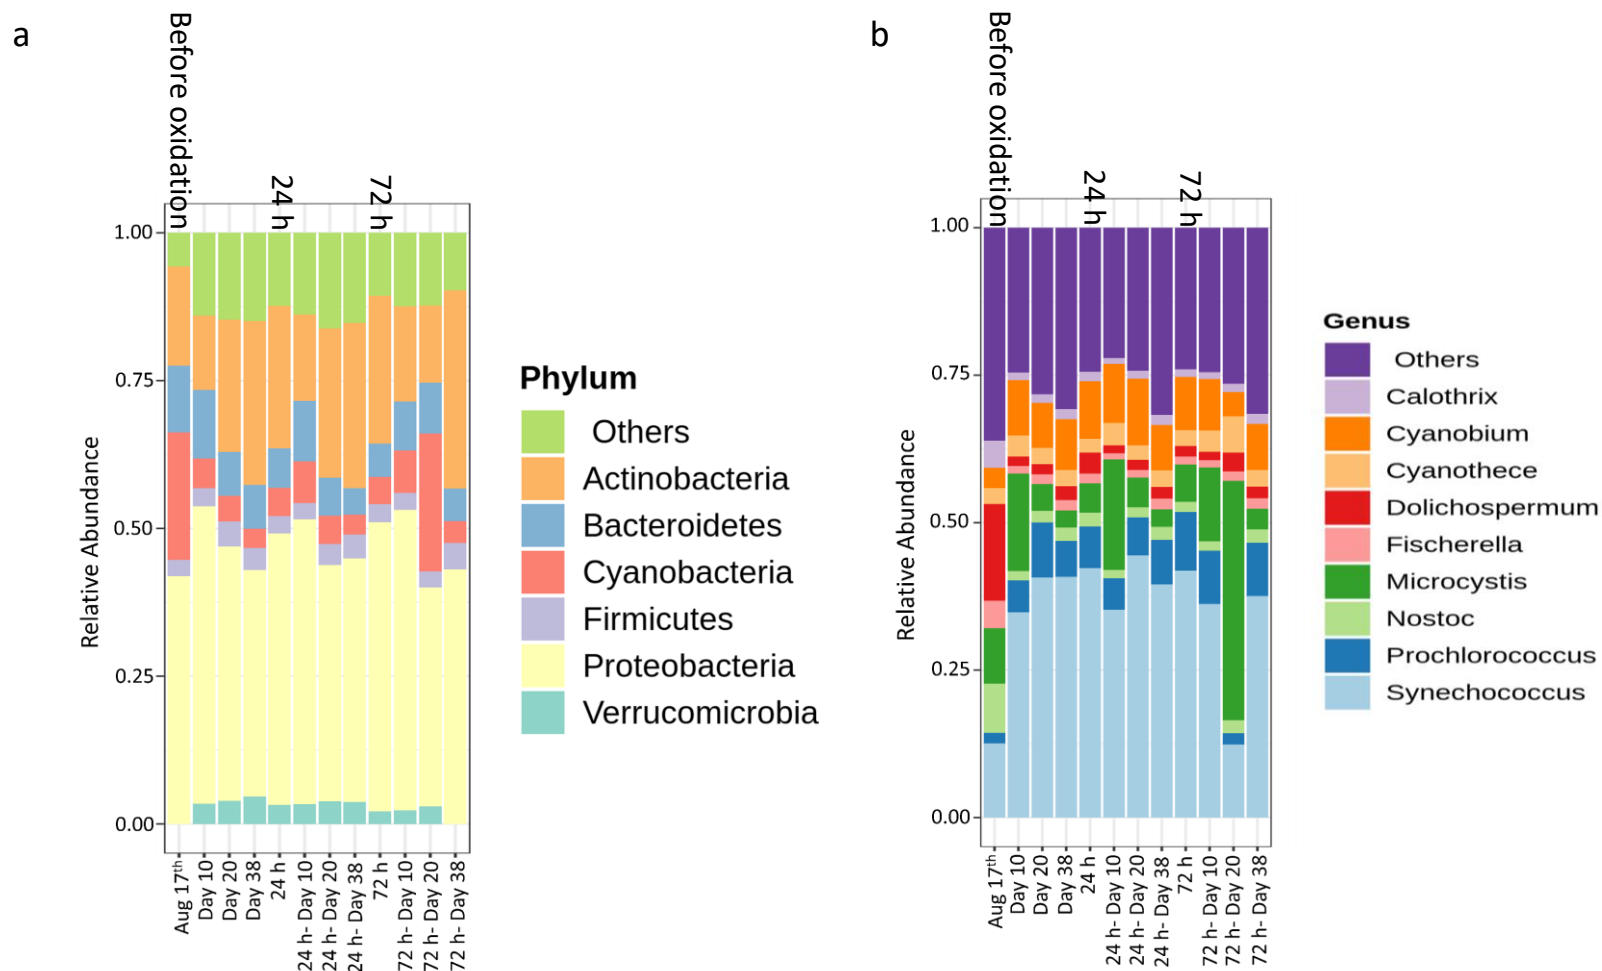 a
Before oxidation
24 h
72 h
1.00
0.75
0.50
0.25
0.00
Relative Abundance
Aug 17th
Day 10
Day 20
Day 38
24 h
24 h- Day 10
24 h- Day 20
24 h- Day 38
72 h
72 h- Day 10
72 h- Day 20
72 h- Day 38
Phylum
Others
Actinobacteria
Bacteroidetes
Cyanobacteria
Firmicutes
Proteobacteria
Verrucomicrobia
b
Before oxidation
24 h
72 h
1.00
0.75
0.50
0.25
0.00
Relative Abundance
Aug 17th
Day 10
Day 20
Day 38
24 h
24 h- Day 10
24 h- Day 20
24 h- Day 38
72 h
72 h- Day 10
72 h- Day 20
72 h- Day 38
Genus
Others
Calothrix
Cyanobium
Cyanothece
Dolichospermum
Fischerella
Microcystis
Nostoc
Prochlorococcus
Synechococcus